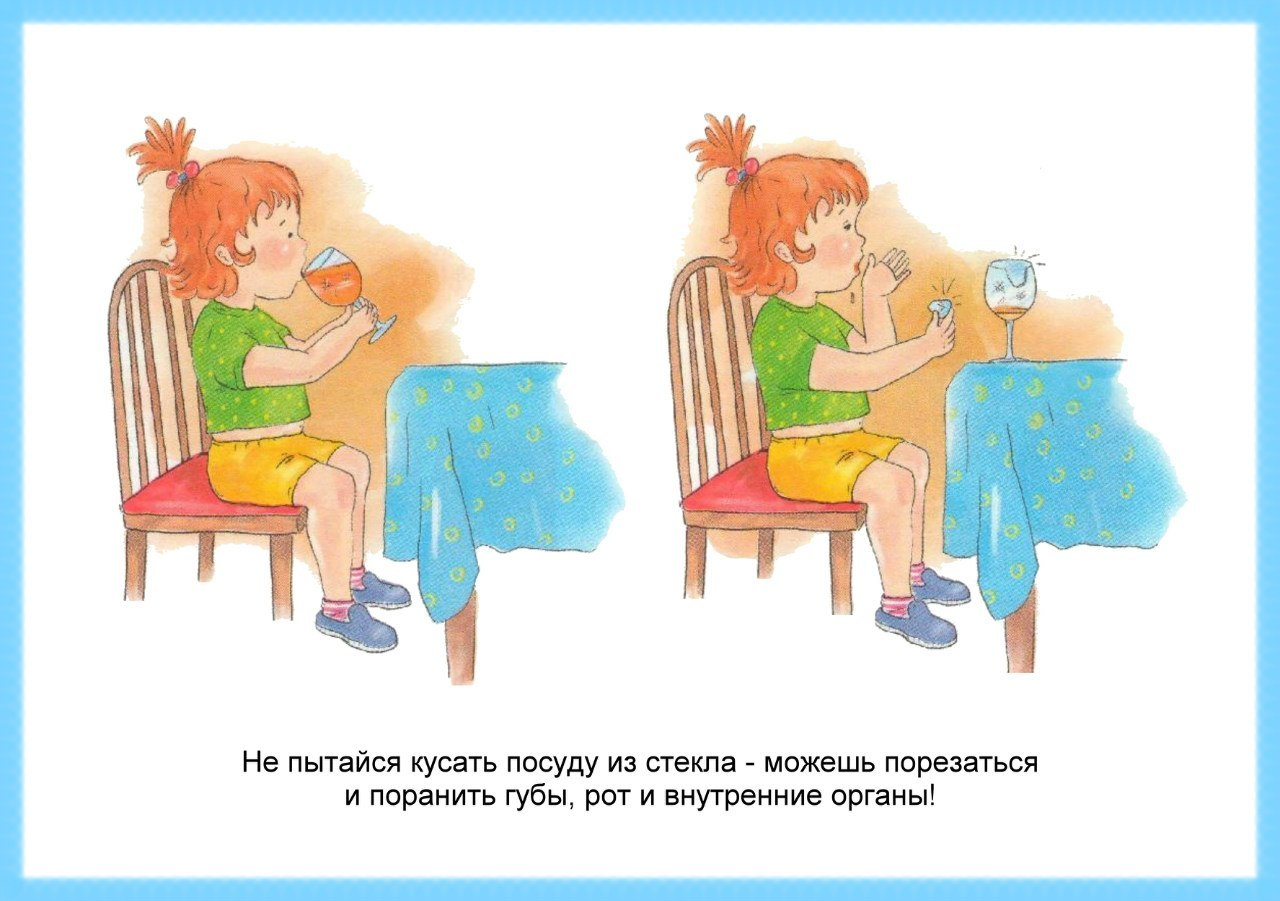 Не пытайся кусать посуду из стекла - можешь порезаться
и поранить губы, рот и внутренние органы!